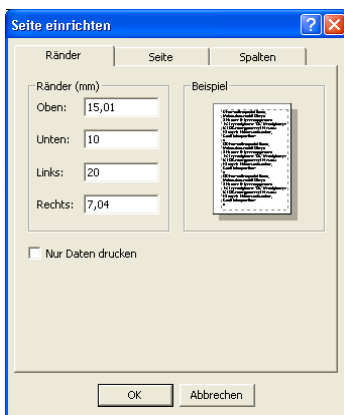 Seite einrichten
Ränder Seite Spalten
Ränder (mm)
Oben: 15,01
Unten: 10
Links: 20
Rechts: 7,04
Beispiel
Nur Daten drucken
OK Abbrechen